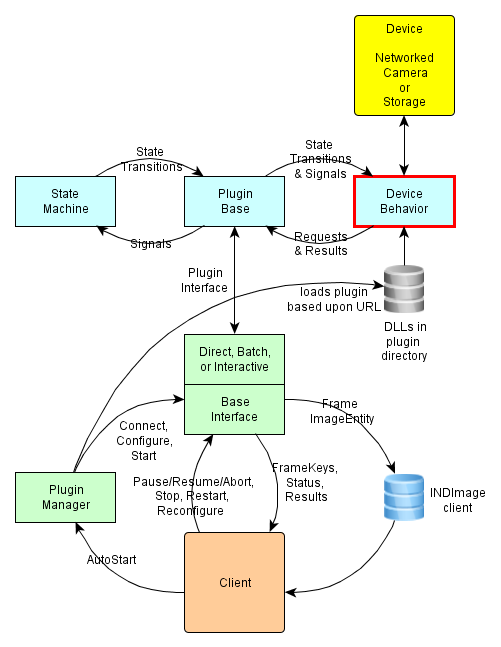 Device
Networked
Camera
or
Storage
State
Transitions
State
Transitions
& Signals
State
Machine
Plugin
Base
Device
Behavior
Signals
Requests
& Results
Plugin
Interface
loads plugin
based upon URL
DLLs in
plugin
directory
Direct, Batch,
or Interactive
Base
Interface
Frame
ImageEntity
Connect,
Configure,
Start
Plugin
Manager
Pause/Resume/Abort,
Stop, Restart,
Reconfigure
FrameKeys,
Status,
Results
INDImage
client
AutoStart
Client